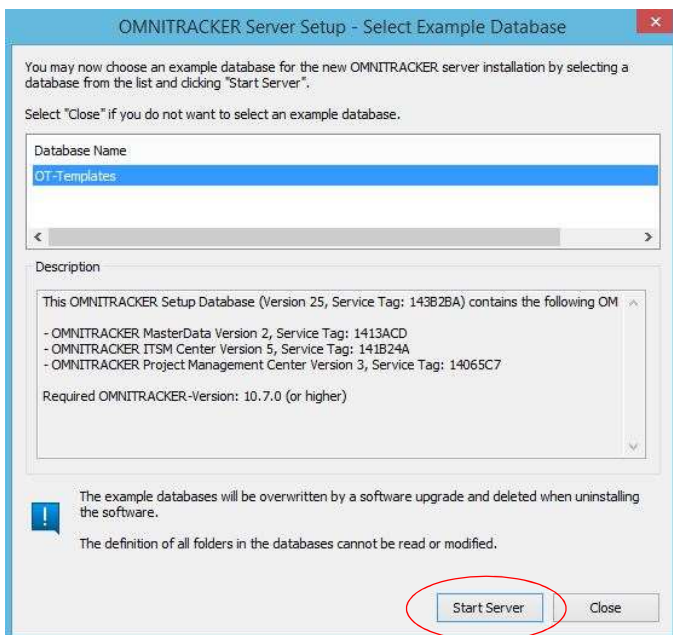 OMNITRACKER Server Setup - Select Example Database
You may now choose an example database for the new OMNITRACKER server installation by selecting a
database from the list and clicking "Start Server".
Select "Close" if you do not want to select an example database.
Database Name
OT-Templates
Description
This OMNITRACKER Setup Database (Version 25, Service Tag: 143B2BA) contains the following OM
- OMNITRACKER MasterData Version 2, Service Tag: 1413ACD
- OMNITRACKER ITSM Center Version 5, Service Tag: 141B24A
- OMNITRACKER Project Management Center Version 3, Service Tag: 14065C7
Required OMNITRACKER-Version: 10.7.0 (or higher)
The example databases will be overwritten by a software upgrade and deleted when uninstalling
the software.
The definition of all folders in the databases cannot be read or modified.
Start Server
Close